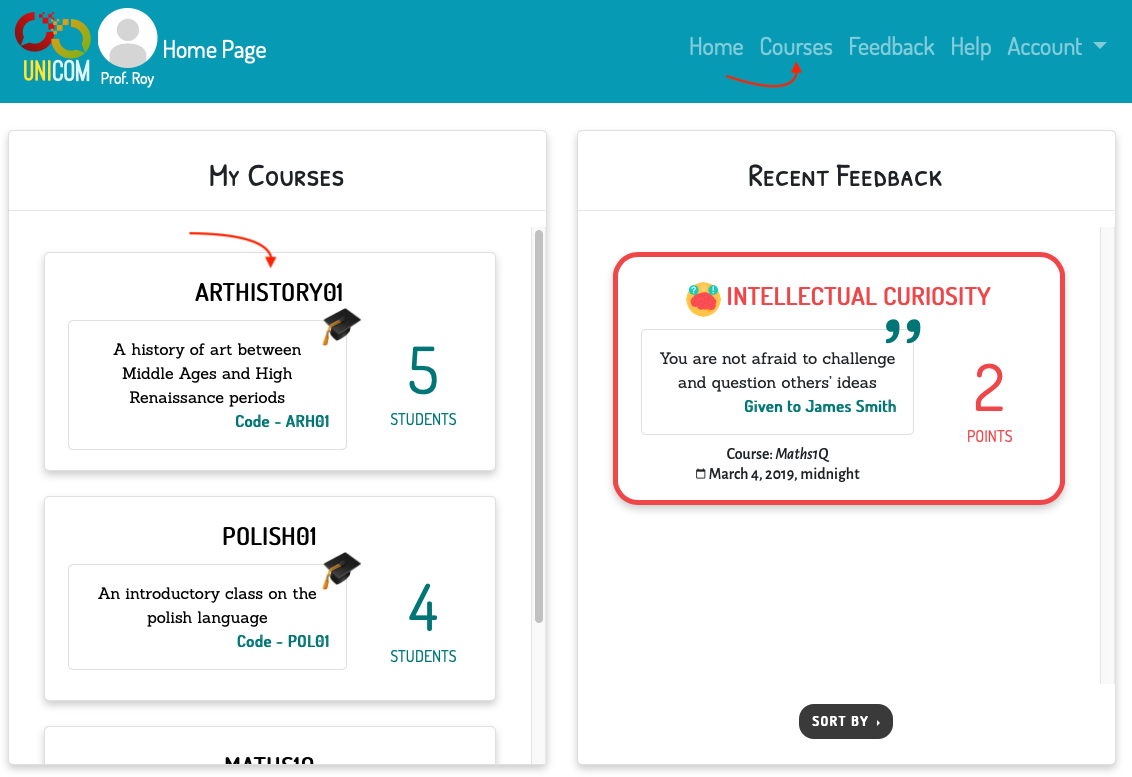 UNICOM
Prof. Roy
Home Page
Home Courses Feedback Help Account
My Courses
ARTHISTORY01
A history of art between
Middle Ages and High
Renaissance periods
Code - ARH01
5
STUDENTS
POLISH01
An introductory class on the
polish language
Code - POL01
4
STUDENTS
MATHS1Q
Recent Feedback
INTELLECTUAL CURIOSITY
You are not afraid to challenge
and question others' ideas
Given to James Smith
2
POINTS
Course: Maths1Q
March 4, 2019, midnight
SORT BY